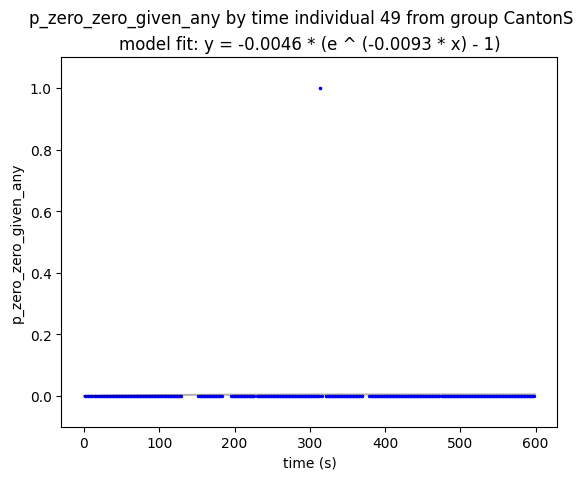 p_zero_zero_given_any by time individual 49 from group CantonS
model fit: y = -0.0046 * (e ^ (-0.0093 * x) - 1)
p_zero_zero_given_any
1.0
0.8
0.6
0.4
0.2
0.0
0 100 200 300 400 500 600
time (s)